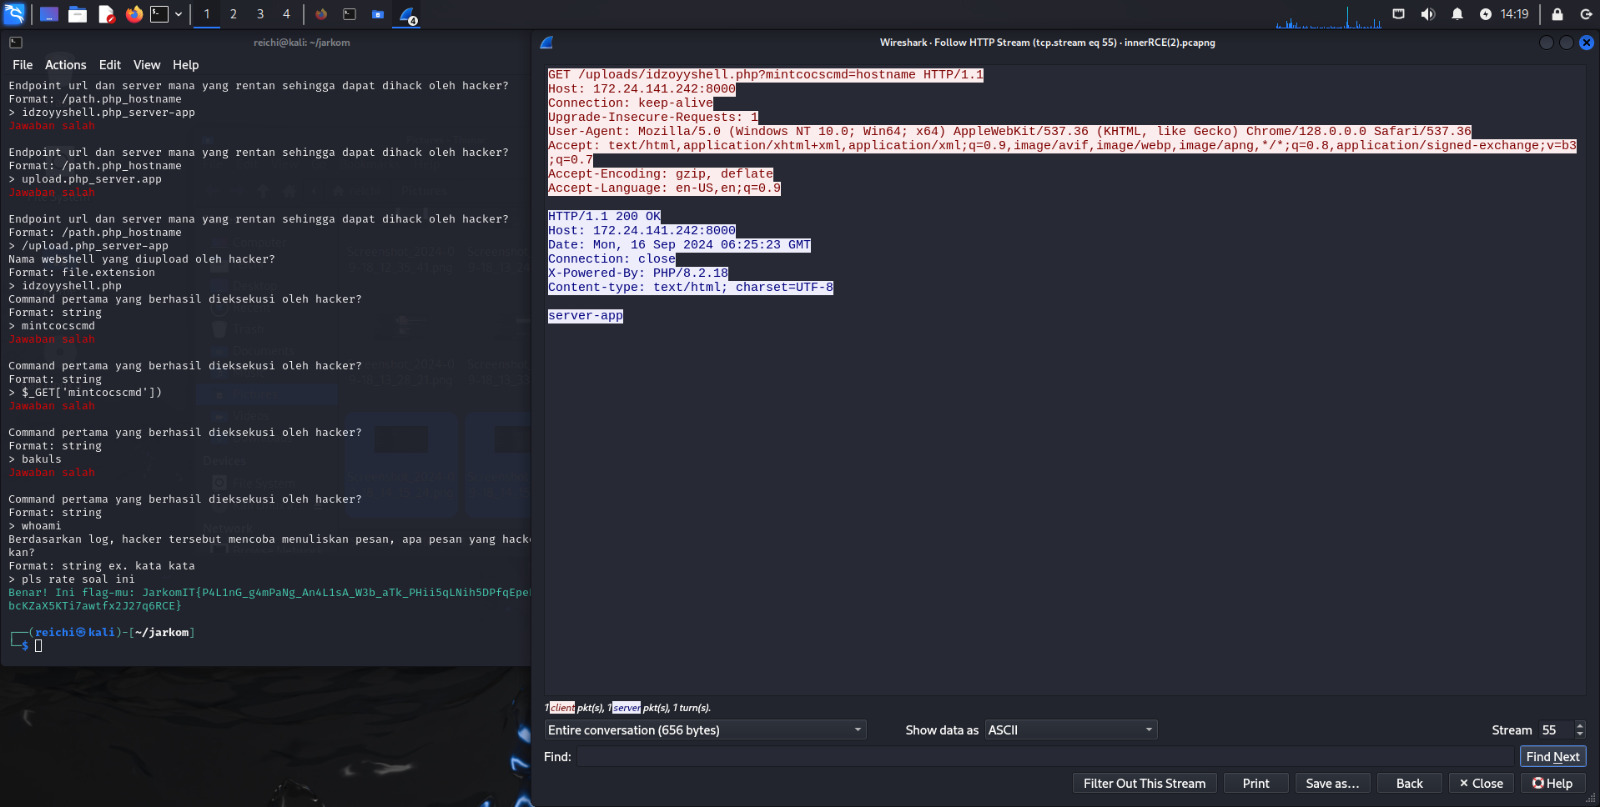 1 2 3 4
4
14:19
reichi@kali: ~/jarkom
File Actions Edit View Help
Endpoint url dan server mana yang rentan sehingga dapat dihack oleh hacker?
Format: /path.php_hostname
> idzoyyshell.php_server-app
Jawaban salah
Endpoint url dan server mana yang rentan sehingga dapat dihack oleh hacker?
Format: /path.php_hostname
> upload.php_server.app
Jawaban salah
Endpoint url dan server mana yang rentan sehingga dapat dihack oleh hacker?
Format: /path.php_hostname
> /upload.php_server-app
Nama webshell yang diupload oleh hacker?
Format: file.extension
> idzoyyshell.php
Command pertama yang berhasil dieksekusi oleh hacker?
Format: string
> mintcocscmd
Jawaban salah
Command pertama yang berhasil dieksekusi oleh hacker?
Format: string
> $_GET['mintcocscmd'])
Jawaban salah
Command pertama yang berhasil dieksekusi oleh hacker?
Format: string
> bakuls
Jawaban salah
Command pertama yang berhasil dieksekusi oleh hacker?
Format: string
> whoami
Berdasarkan log, hacker tersebut mencoba menuliskan pesan, apa pesan yang hack
kan?
Format: string ex. kata kata
> pls rate soal ini
Benar! Ini flag-mu: JarkomIT{P4L1nG_g4mPaNg_An4L1sA_W3b_aTk_PHii5qLNih5DPfqEpe
bcKZaX5KTi7awtfx2J27q6RCE}
(reichi㉿kali)-[~/jarkom]
$
Wireshark · Follow HTTP Stream (tcp.stream eq 55) · innerRCE(2).pcapng
GET /uploads/idzoyyshell.php?mintcocscmd=hostname HTTP/1.1
Host: 172.24.141.242:8000
Connection: keep-alive
Upgrade-Insecure-Requests: 1
User-Agent: Mozilla/5.0 (Windows NT 10.0; Win64; x64) AppleWebKit/537.36 (KHTML, like Gecko) Chrome/128.0.0.0 Safari/537.36
Accept: text/html,application/xhtml+xml,application/xml;q=0.9,image/avif,image/webp,image/apng,*/*;q=0.8,application/signed-exchange;v=b3
;q=0.7
Accept-Encoding: gzip, deflate
Accept-Language: en-US,en;q=0.9
HTTP/1.1 200 OK
Host: 172.24.141.242:8000
Date: Mon, 16 Sep 2024 06:25:23 GMT
Connection: close
X-Powered-By: PHP/8.2.18
Content-type: text/html; charset=UTF-8
server-app
1 client pkt(s), 1 server pkt(s), 1 turn(s).
Entire conversation (656 bytes) Show data as ASCII Stream 55
Find: Find Next
Filter Out This Stream Print Save as... Back × Close Help